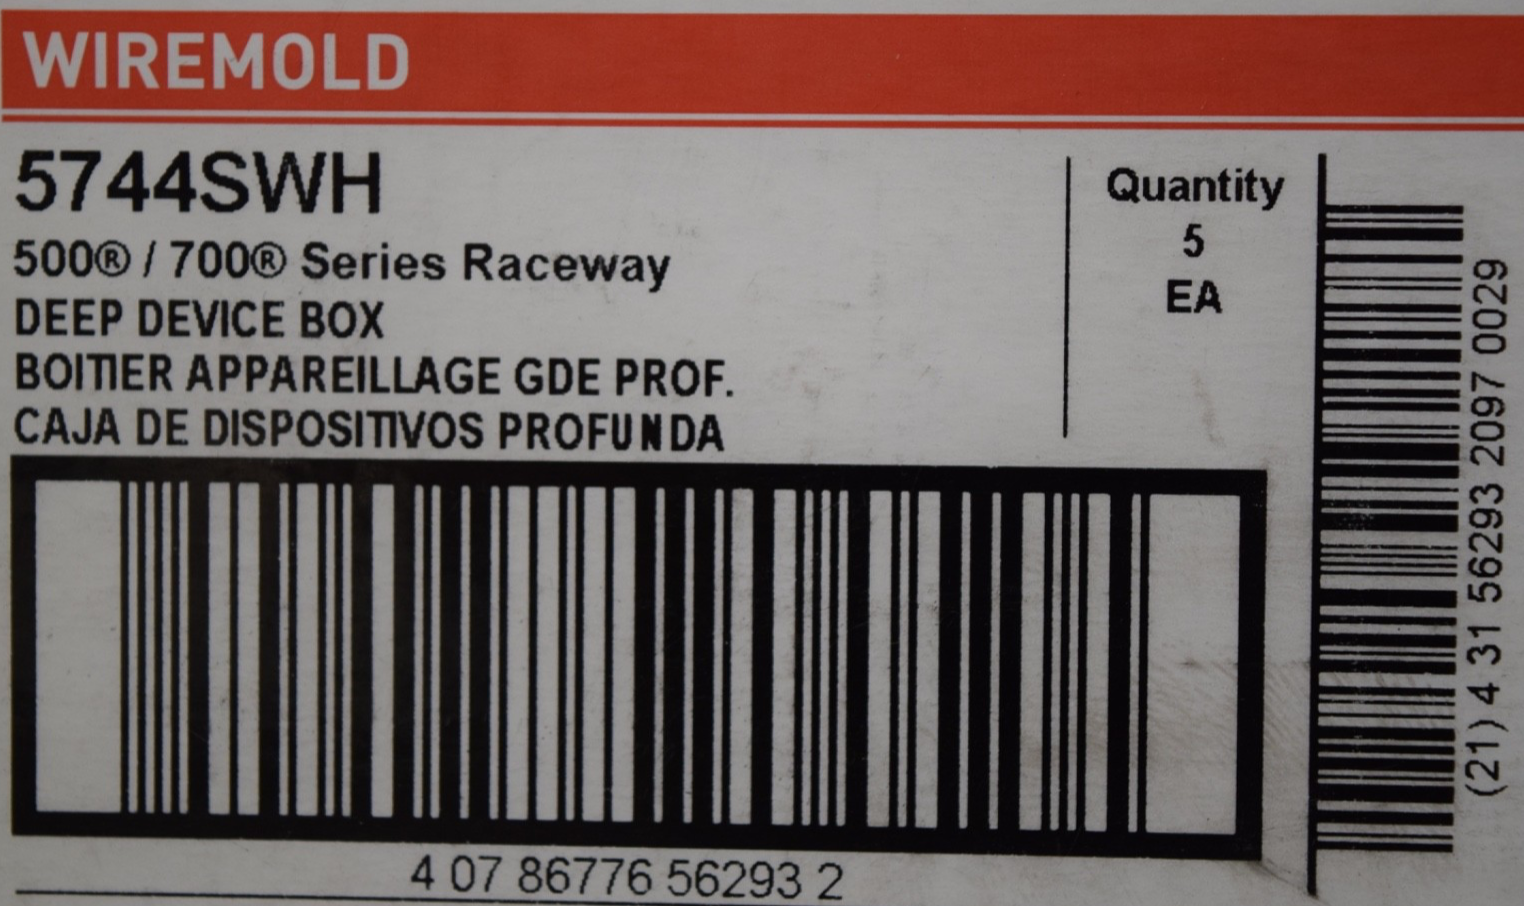 WIREMOLD
5744SWH
500® / 700® Series Raceway
DEEP DEVICE BOX
BOITIER APPAREILLAGE GDE PROF.
CAJA DE DISPOSITIVOS PROFUNDA
Quantity
5
EA
4 07 86776 56293 2
(21) 4 31 56293 2097 0029